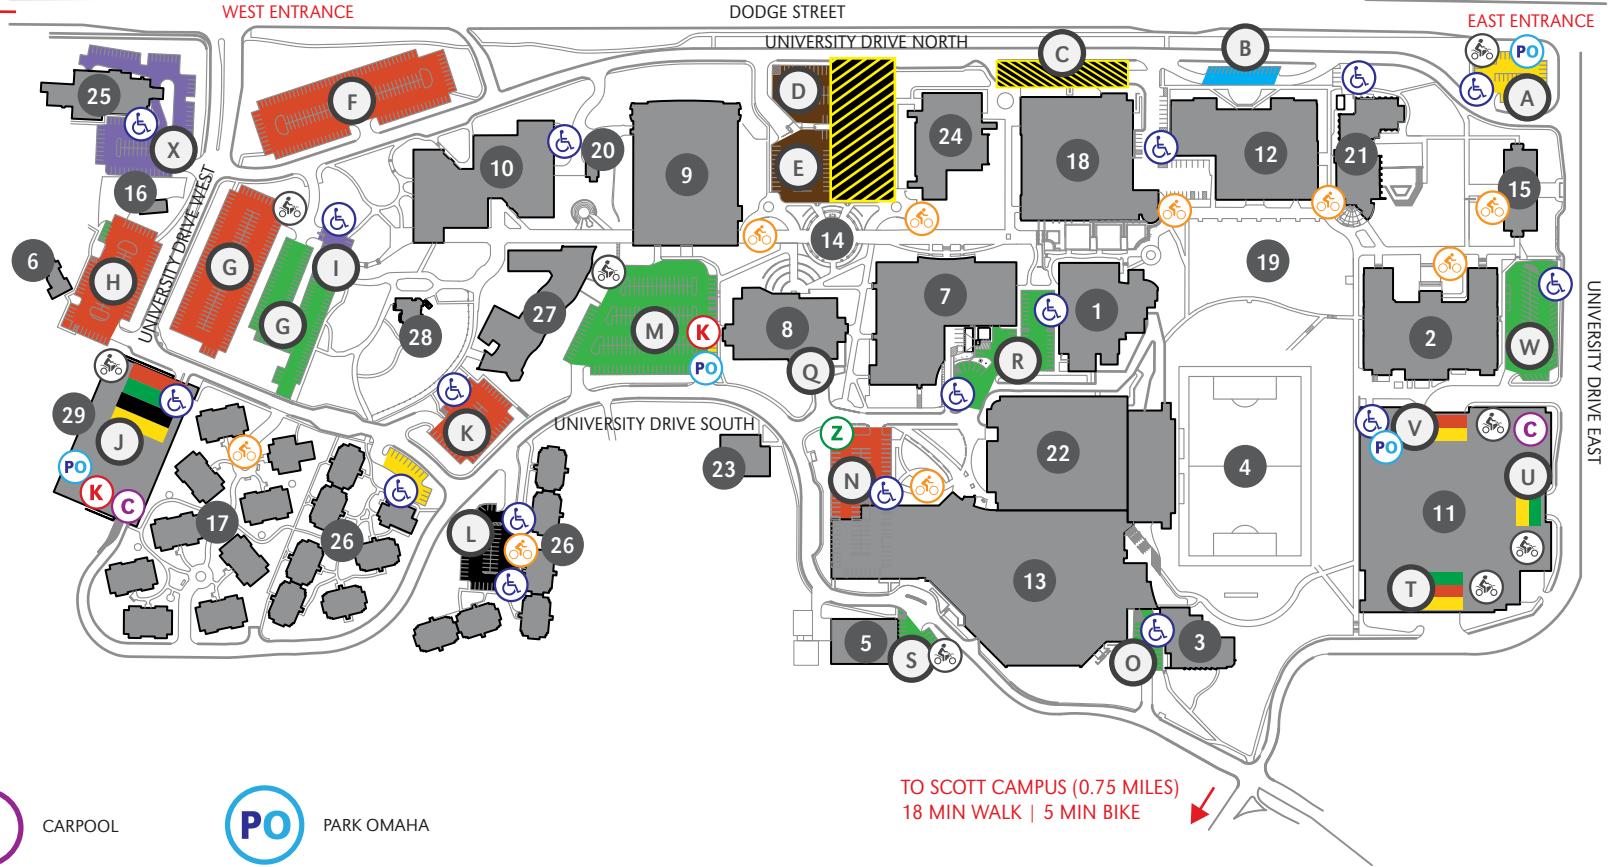 WEST ENTRANCE
DODGE STREET
EAST ENTRANCE
UNIVERSITY DRIVE NORTH
C
B
PO
25
F
D
A
X
10
20
9
E
24
18
12
21
16
15
UNIVERSITY DRIVE WEST
6
H
G
I
14
19
G
28
27
M
K
PO
8
Q
7
R
1
2
W
UNIVERSITY DRIVE EAST
29
J
K
UNIVERSITY DRIVE SOUTH
Z
V
C
PO
PO
K
C
17
26
L
26
23
N
22
4
U
11
13
T
5
S
O
3
TO SCOTT CAMPUS (0.75 MILES)
18 MIN WALK | 5 MIN BIKE
CARPOOL
PO
PARK OMAHA